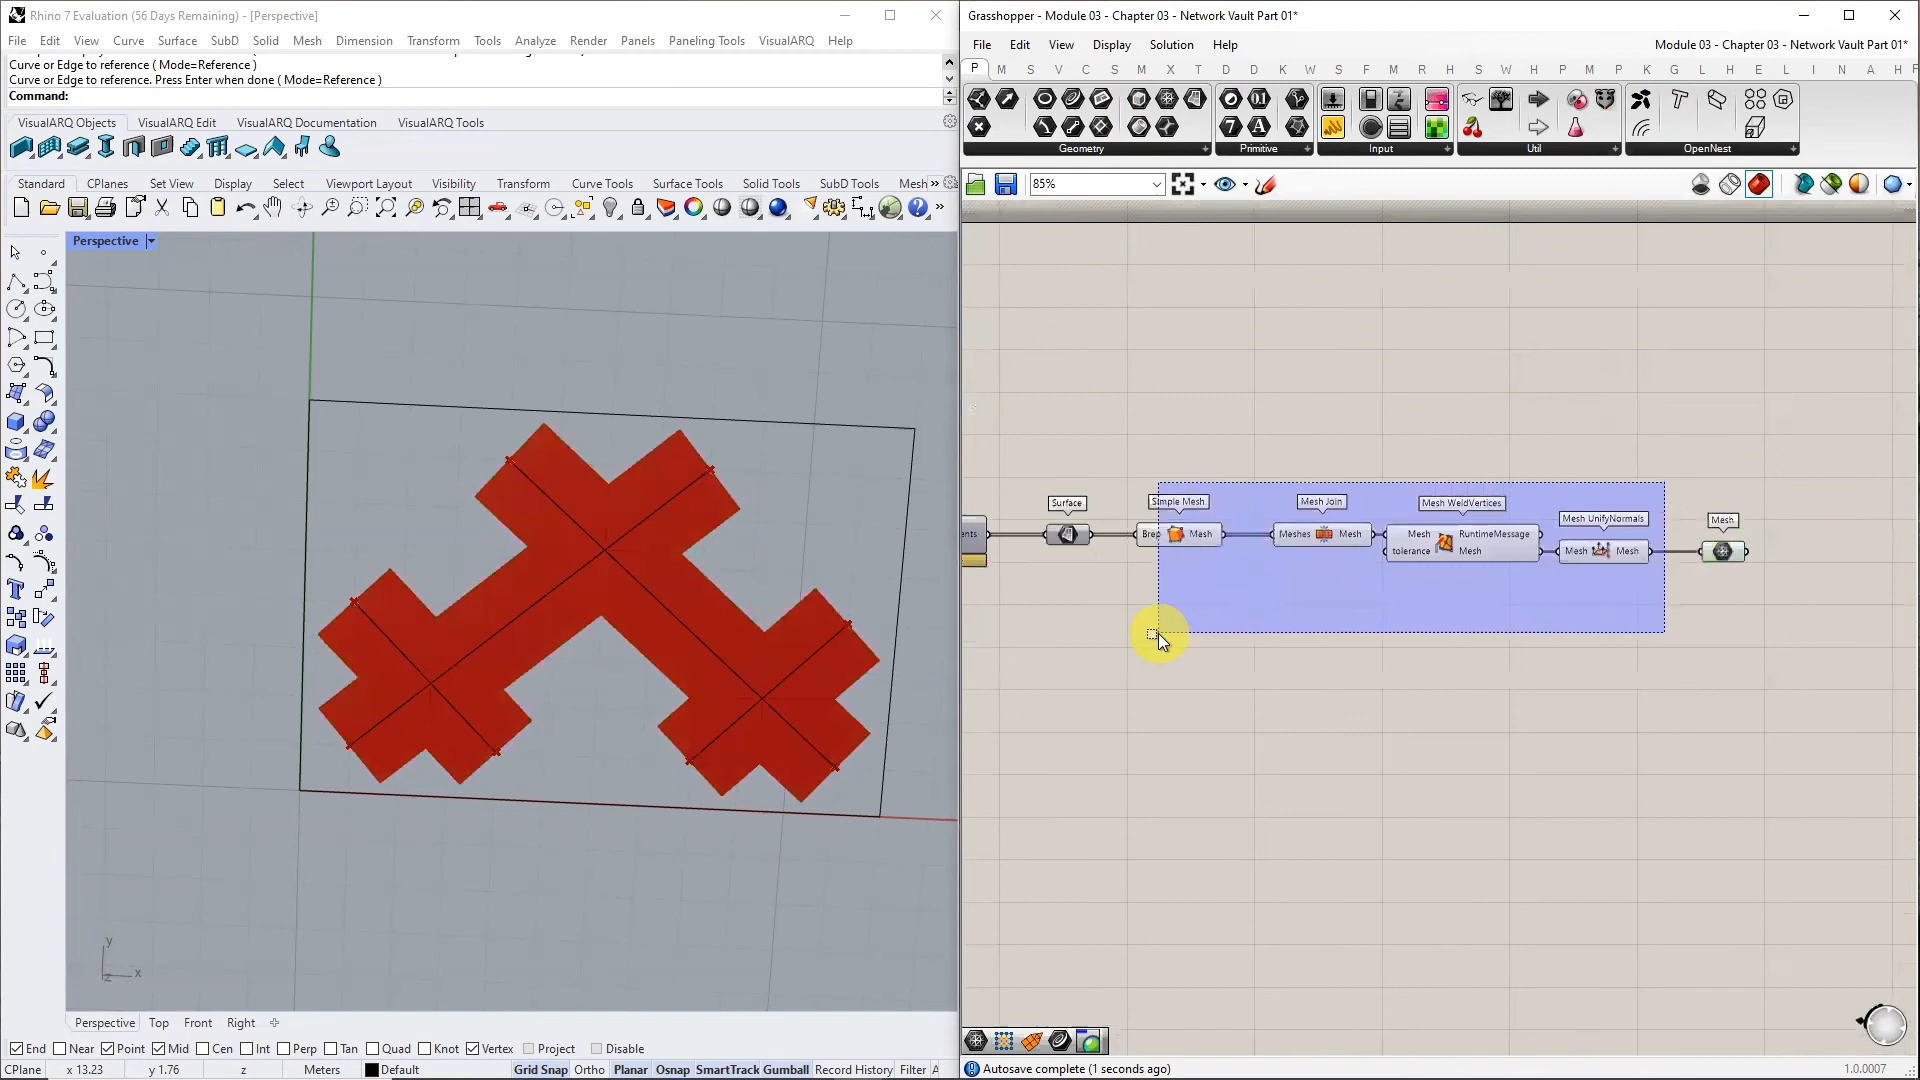 Rhino 7 Evaluation (56 Days Remaining) - [Perspective]
File Edit View Curve Surface SubD Solid Mesh Dimension Transform Tools Analyze Render Panels Paneling Tools VisualARQ Help
Curve or Edge to reference ( Mode=Reference )
Curve or Edge to reference. Press Enter when done ( Mode=Reference )
Command:
VisualARQ Objects VisualARQ Edit VisualARQ Documentation VisualARQ Tools
Standard CPlanes Set View Display Select Viewport Layout Visibility Transform Curve Tools Surface Tools Solid Tools SubD Tools Mesh »
Perspective
y
z x
Perspective Top Front Right
End Near Point Mid Cen Int Perp Tan Quad Knot Vertex Project Disable
CPlane x 13.23 y 1.76 z Meters Default Grid Snap Ortho Planar Osnap SmartTrack Gumball Record History Filter A
Grasshopper - Module 03 - Chapter 03 - Network Vault Part 01*
File Edit View Display Solution Help
Module 03 - Chapter 03 - Network Vault Part 01*
P M S V C S M X T D D K W S F M R H S W H P M P K G L H E L I N A H F
Geometry Primitive Input Util OpenNest
85%
Surface
Simple Mesh
Mesh Join
Mesh WeldVertices
Mesh UnifyNormals
Mesh
ents
Brep Mesh
Meshes Mesh
Mesh RuntimeMessage
tolerance Mesh
Mesh Mesh
Autosave complete (1 seconds ago)
1.0.0007